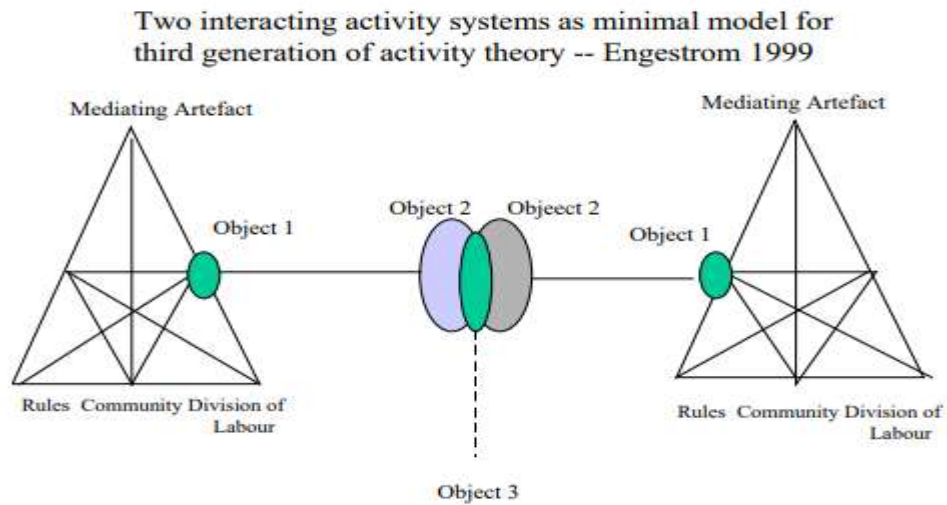 Two interacting activity systems as minimal model for
third generation of activity theory -- Engestrom 1999
Mediating Artefact
Mediating Artefact
Object 1
Object 2
Objeect 2
Object 1
Rules Community Division of
Labour
Rules Community Division of
Labour
Object 3